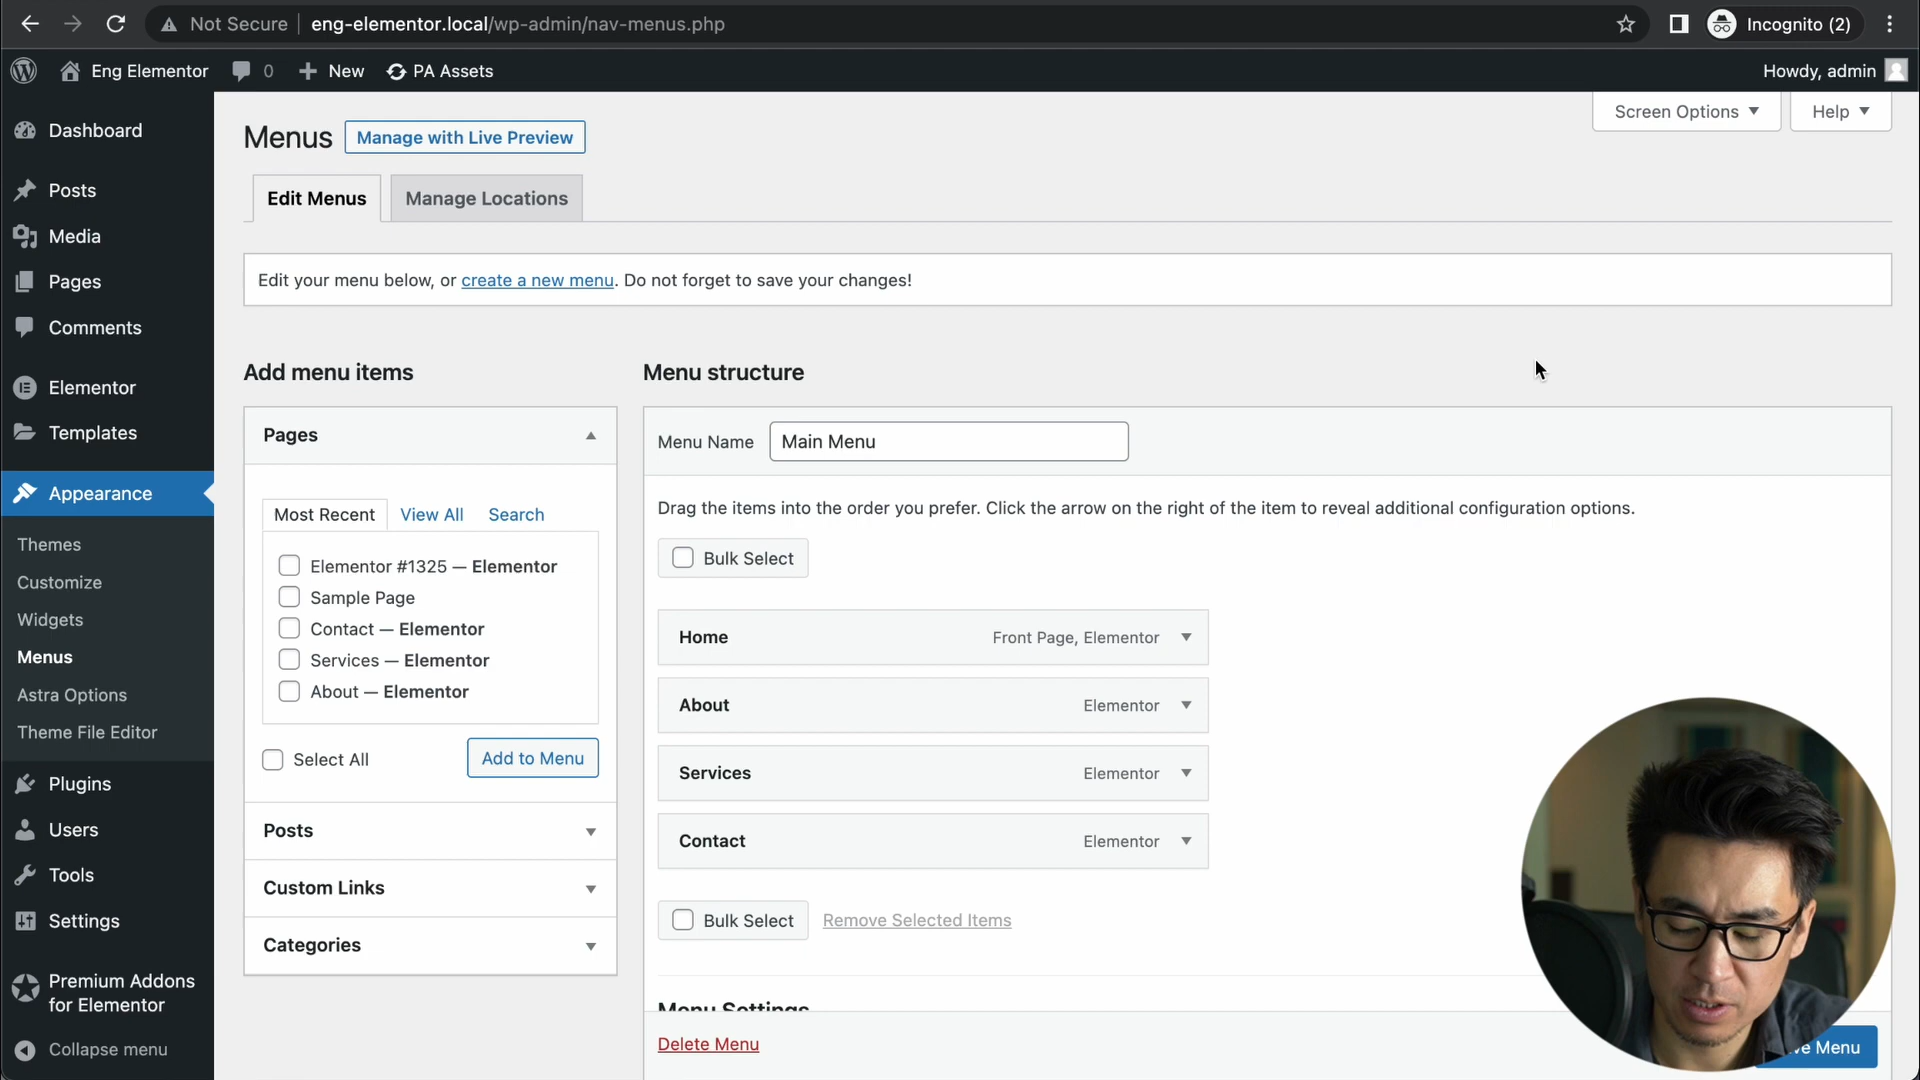 Not Secure eng-elementor.local/wp-admin/nav-menus.php Incognito (2)
Eng Elementor 0 New PA Assets Howdy, admin
Screen Options Help
Dashboard
Posts
Media
Pages
Comments
Elementor
Templates
Appearance
Themes
Customize
Widgets
Menus
Astra Options
Theme File Editor
Plugins
Users
Tools
Settings
Premium Addons
for Elementor
Collapse menu
Menus Manage with Live Preview
Edit Menus Manage Locations
Edit your menu below, or create a new menu. Do not forget to save your changes!
Add menu items
Pages
Most Recent View All Search
Elementor #1325 — Elementor
Sample Page
Contact — Elementor
Services — Elementor
About — Elementor
Select All Add to Menu
Posts
Custom Links
Categories
Menu structure
Menu Name Main Menu
Drag the items into the order you prefer. Click the arrow on the right of the item to reveal additional configuration options.
Bulk Select
Home Front Page, Elementor
About Elementor
Services Elementor
Contact Elementor
Bulk Select Remove Selected Items
Menu Settings
Delete Menu Menu